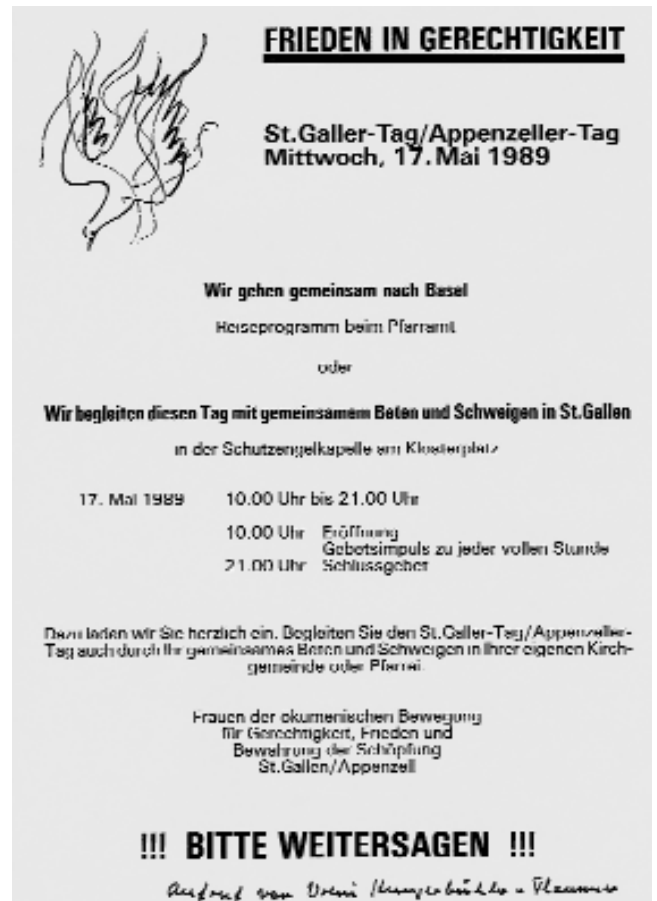 FRIEDEN IN GERECHTIGKEIT
St.Galler-Tag/Appenzeller-Tag
Mittwoch, 17. Mai 1989
Wir gehen gemeinsam nach Basel
Reiseprogramm beim Pfarramt
oder
Wir begleiten diesen Tag mit gemeinsamem Beten und Schweigen in St.Gallen
in der Schutzengelkapelle am Klosterplatz
17. Mai 1989 10.00 Uhr bis 21.00 Uhr
10.00 Uhr Eröffnung
Gebetsimpuls zu jeder vollen Stunde
21.00 Uhr Schlussgebet
Dazu laden wir Sie herzlich ein. Begleiten Sie den St.Galler-Tag/Appenzeller-
Tag auch durch Ihr gemeinsames Beten und Schweigen in Ihrer eigenen Kirch-
gemeinde oder Pfarrei.
Frauen der ökumenischen Bewegung
für Gerechtigkeit, Frieden und
Bewahrung der Schöpfung
St.Gallen/Appenzell
!!! BITTE WEITERSAGEN !!!
von